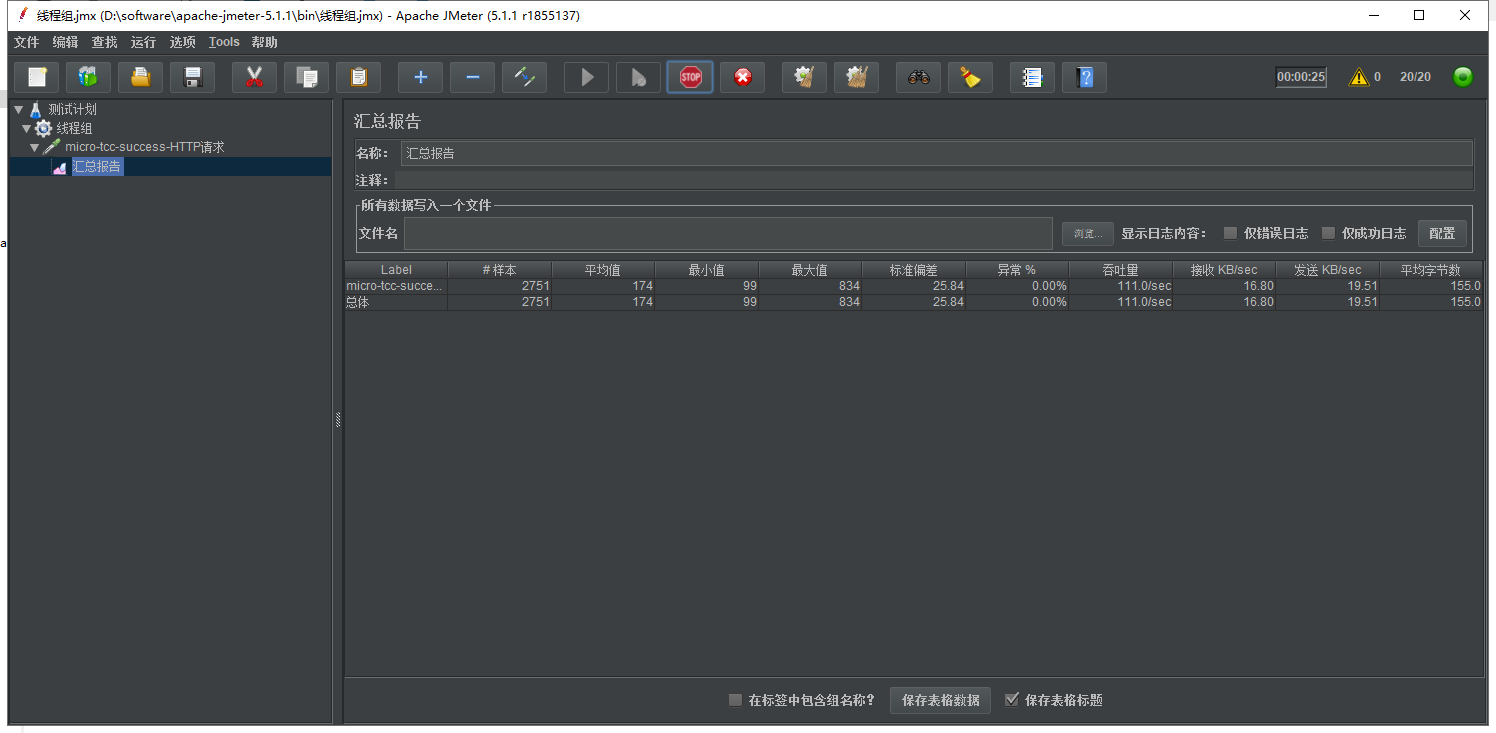 线程组.jmx (D:\software\apache-jmeter-5.1.1\bin\线程组.jmx) - Apache JMeter (5.1.1 r1855137)
文件 编辑 查找 运行 选项 Tools 帮助
STOP 00:00:25 0 20/20
测试计划
线程组
micro-tcc-success-HTTP请求
汇总报告
汇总报告
名称： 汇总报告
注释：
所有数据写入一个文件
文件名 浏览... 显示日志内容： 仅错误日志 仅成功日志 配置
Label # 样本 平均值 最小值 最大值 标准偏差 异常 % 吞吐量 接收 KB/sec 发送 KB/sec 平均字节数
micro-tcc-succe... 2751 174 99 834 25.84 0.00% 111.0/sec 16.80 19.51 155.0
总体 2751 174 99 834 25.84 0.00% 111.0/sec 16.80 19.51 155.0
在标签中包含组名称? 保存表格数据 保存表格标题
a